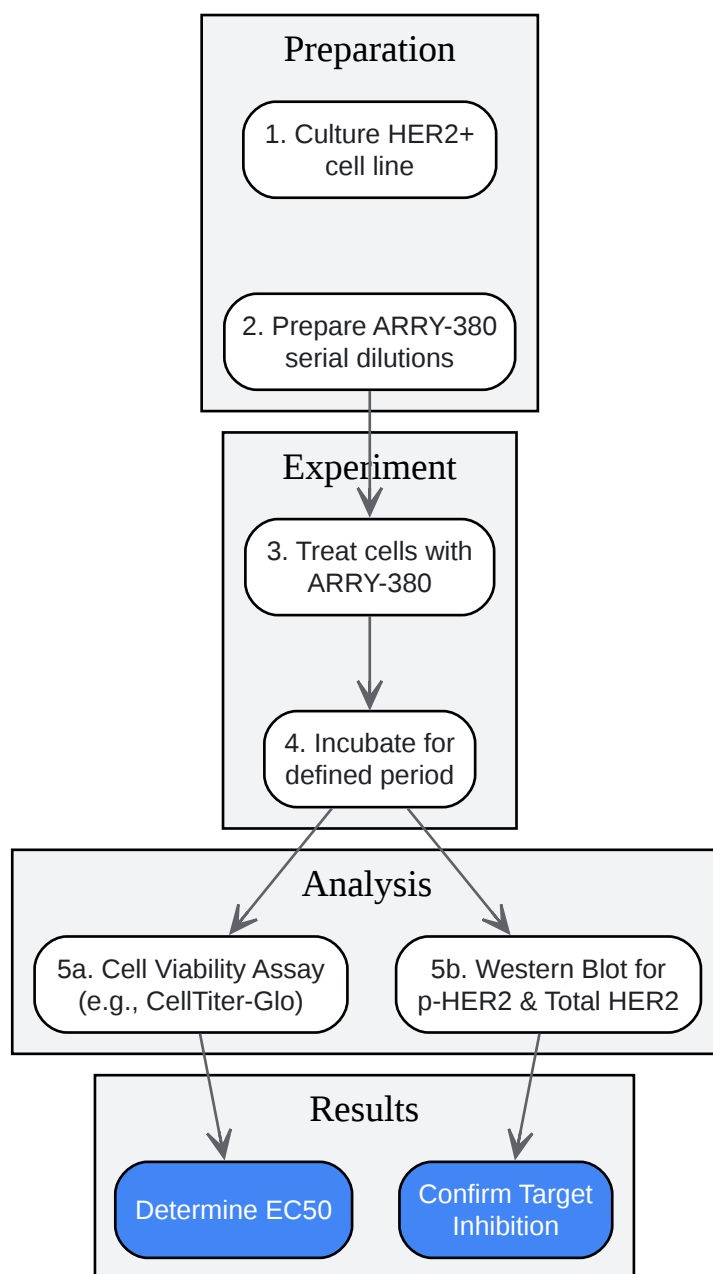 Preparation
1. Culture HER2+
cell line
2. Prepare ARRY-380
serial dilutions
Experiment
3. Treat cells with
ARRY-380
4. Incubate for
defined period
Analysis
5a. Cell Viability Assay
(e.g., CellTiter-Glo)
5b. Western Blot for
p-HER2 & Total HER2
Results
Determine EC50
Confirm Target
Inhibition